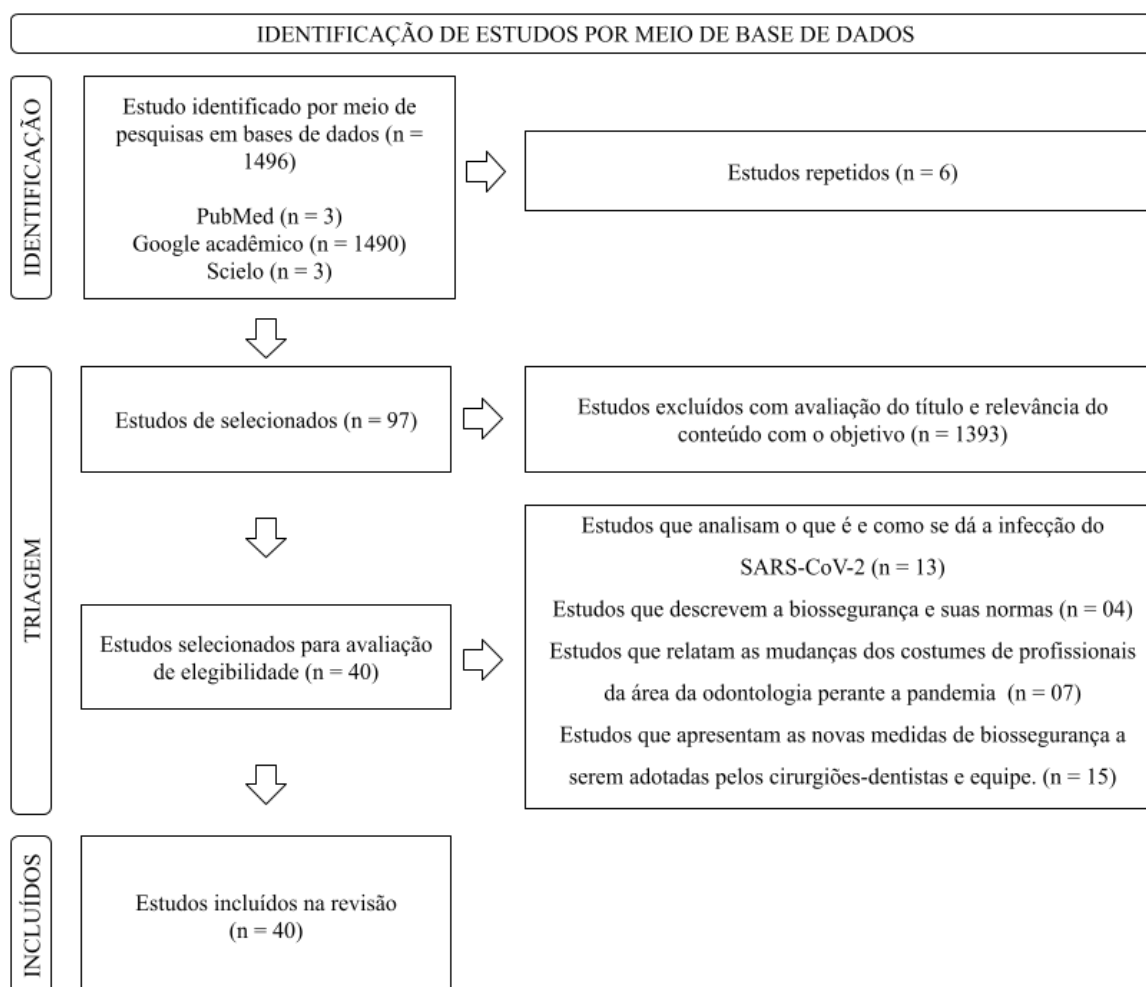 IDENTIFICAÇÃO DE ESTUDOS POR MEIO DE BASE DE DADOS
IDENTIFICAÇÃO
Estudo identificado por meio de
pesquisas em bases de dados (n =
1496)
PubMed (n = 3)
Google acadêmico (n = 1490)
Scielo (n = 3)
Estudos repetidos (n = 6)
TRIAGEM
Estudos de selecionados (n = 97)
Estudos excluídos com avaliação do título e relevância do
conteúdo com o objetivo (n = 1393)
Estudos selecionados para avaliação
de elegibilidade (n = 40)
Estudos que analisam o que é e como se dá a infecção do
SARS-CoV-2 (n = 13)
Estudos que descrevem a biossegurança e suas normas (n = 04)
Estudos que relatam as mudanças dos costumes de profissionais
da área da odontologia perante a pandemia (n = 07)
Estudos que apresentam as novas medidas de biossegurança a
serem adotadas pelos cirurgiões-dentistas e equipe. (n = 15)
INCLUÍDOS
Estudos incluídos na revisão
(n = 40)